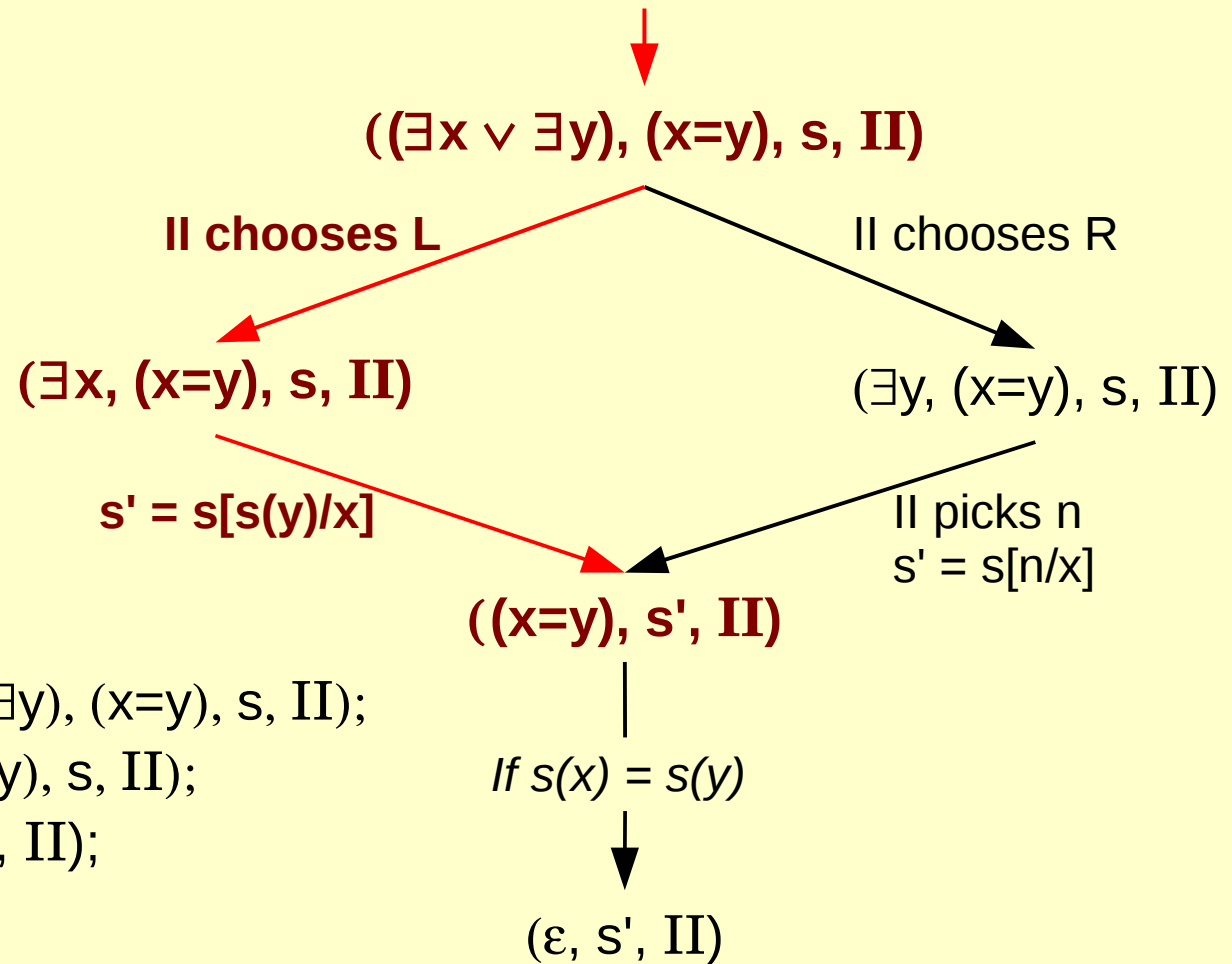 ((∃x ∨ ∃y), (x=y), s, II)
II chooses L
II chooses R
(∃x, (x=y), s, II)
(∃y, (x=y), s, II)
s' = s[s(y)/x]
II picks n
s' = s[n/x]
((x=y), s', II)
∃y), (x=y), s, II);
y), s, II);
, II);
If s(x) = s(y)
(ε, s', II)